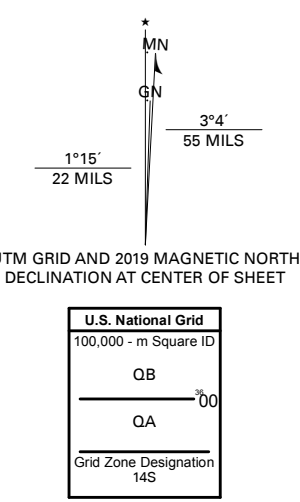 ★
MN
GN
3°4´
55 MILS
1°15´
22 MILS
UTM GRID AND 2019 MAGNETIC NORTH
DECLINATION AT CENTER OF SHEET
U.S. National Grid
100,000 - m Square ID
QB
3600
QA
Grid Zone Designation
14S